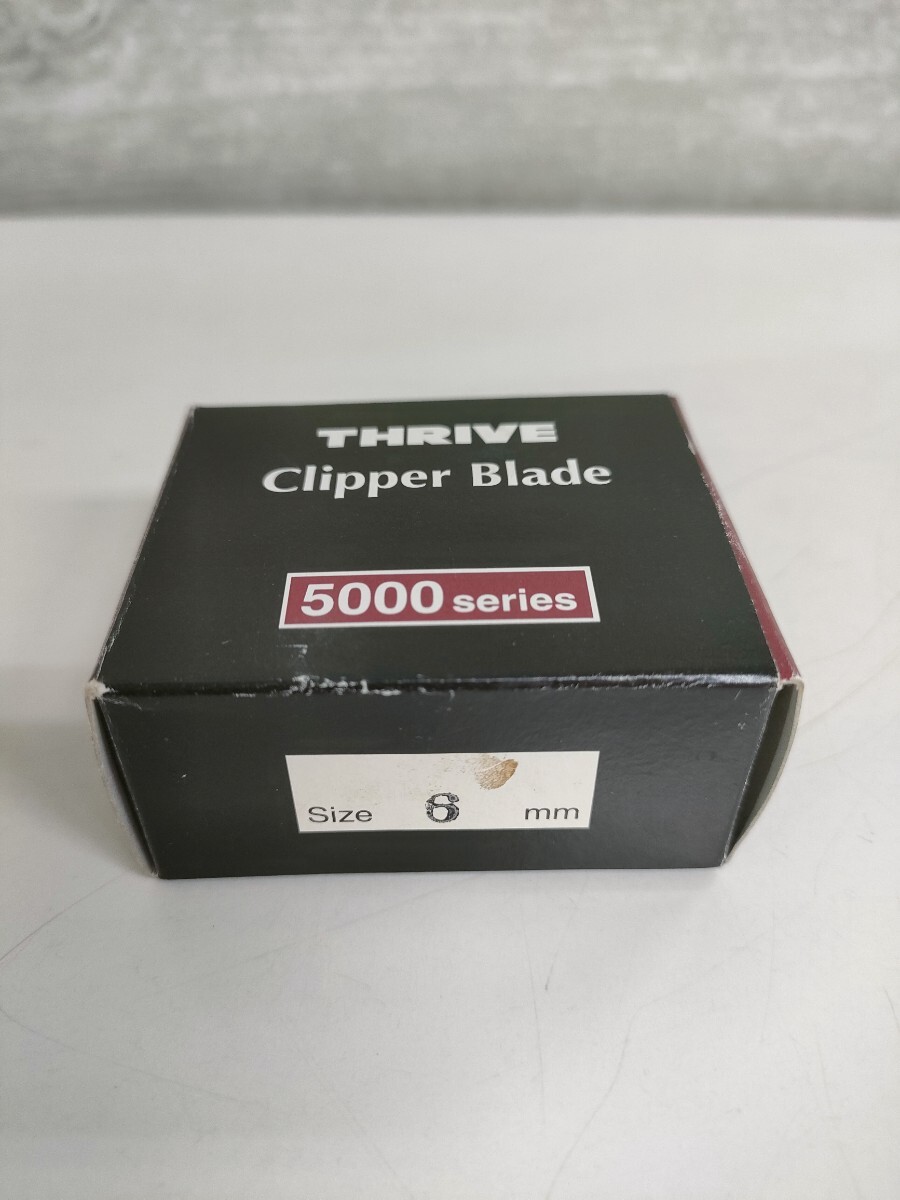 THRIVE
Clipper Blade
5000 series
Size 6 mm